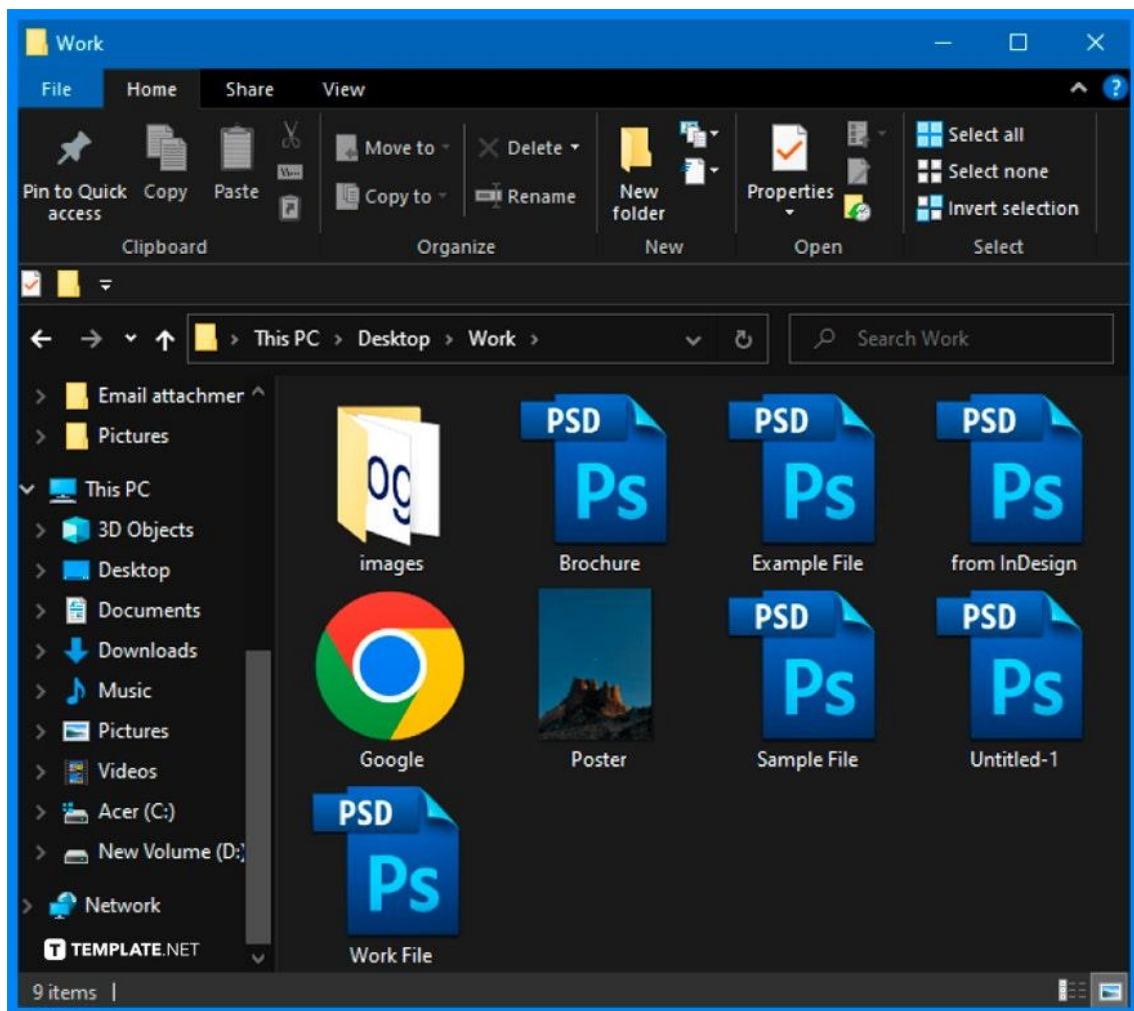 Work
File Home Share View
Pin to Quick access
Copy
Paste
Clipboard
Move to
Copy to
Delete
Rename
Organize
New folder
New
Properties
Open
Select all
Select none
Invert selection
Select
This PC > Desktop > Work >
Search Work
Email attachmer
Pictures
This PC
3D Objects
Desktop
Documents
Downloads
Music
Pictures
Videos
Acer (C:)
New Volume (D:)
Network
TEMPLATE.NET
og
images
PSD
Ps
Brochure
PSD
Ps
Example File
PSD
Ps
from InDesign
Google
Poster
PSD
Ps
Sample File
PSD
Ps
Untitled-1
PSD
Ps
Work File
9 items